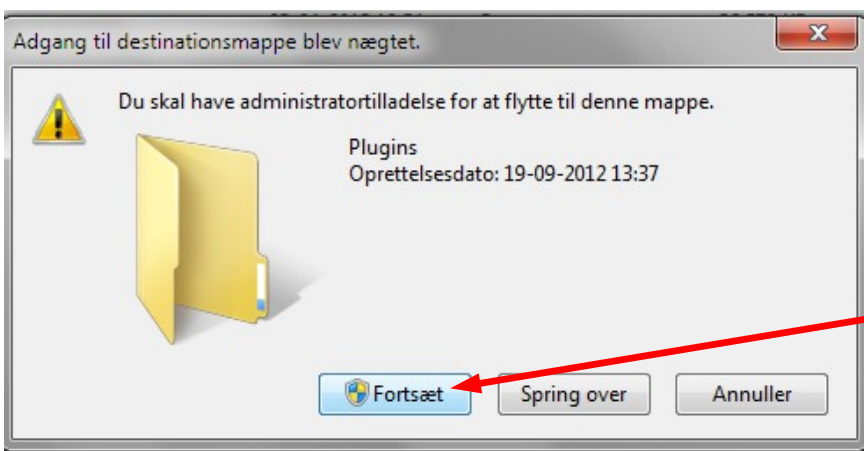 Adgang til destinationsmappe blev nægtet.
Du skal have administratortilladelse for at flytte til denne mappe.
Plugins
Oprettelsesdato: 19-09-2012 13:37
Fortsæt
Spring over
Annuller